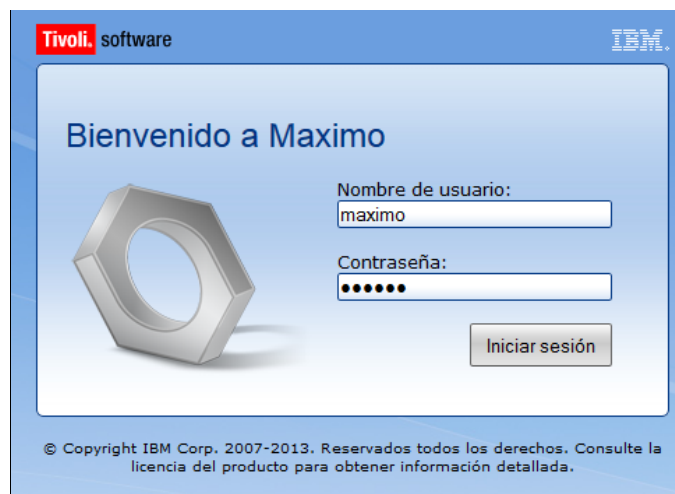 Tivoli. software
IBM.
Bienvenido a Maximo
Nombre de usuario:
maximo
Contraseña:
●●●●●●
Iniciar sesión
© Copyright IBM Corp. 2007-2013. Reservados todos los derechos. Consulte la
licencia del producto para obtener información detallada.